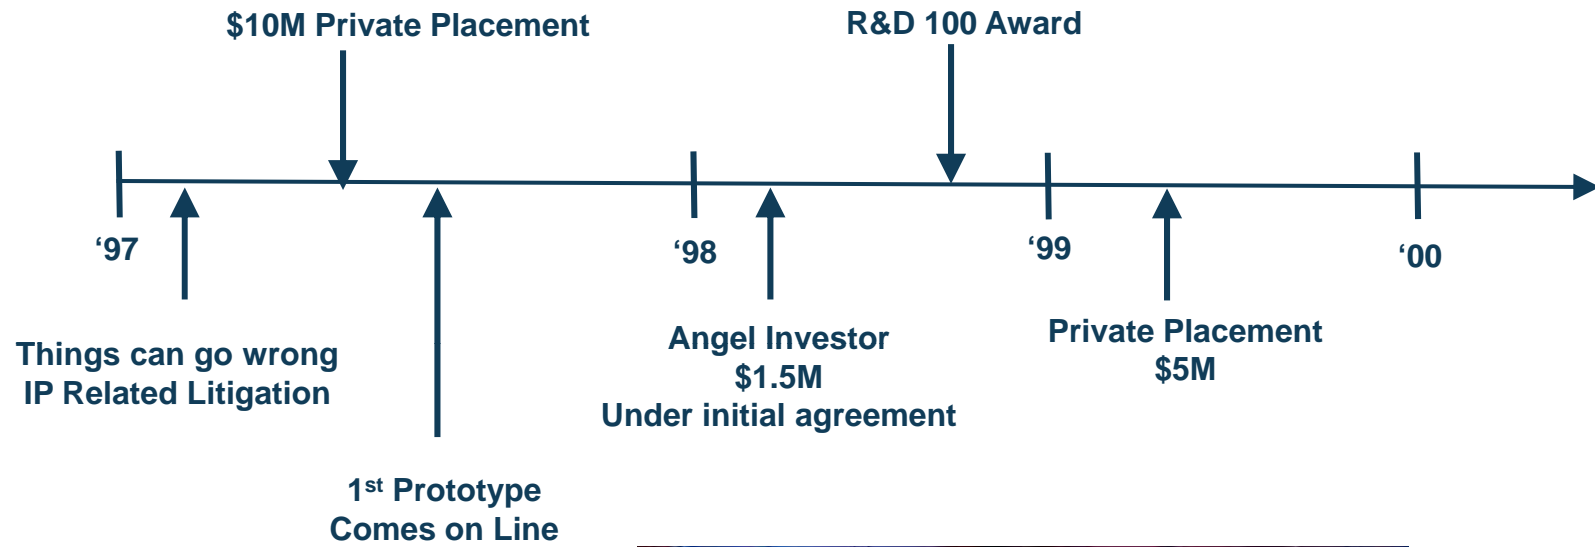 $10M Private Placement
R&D 100 Award
‘97
‘98
‘99
‘00
Things can go wrong
IP Related Litigation
Angel Investor
$1.5M
Under initial agreement
Private Placement
$5M
1st Prototype
Comes on Line